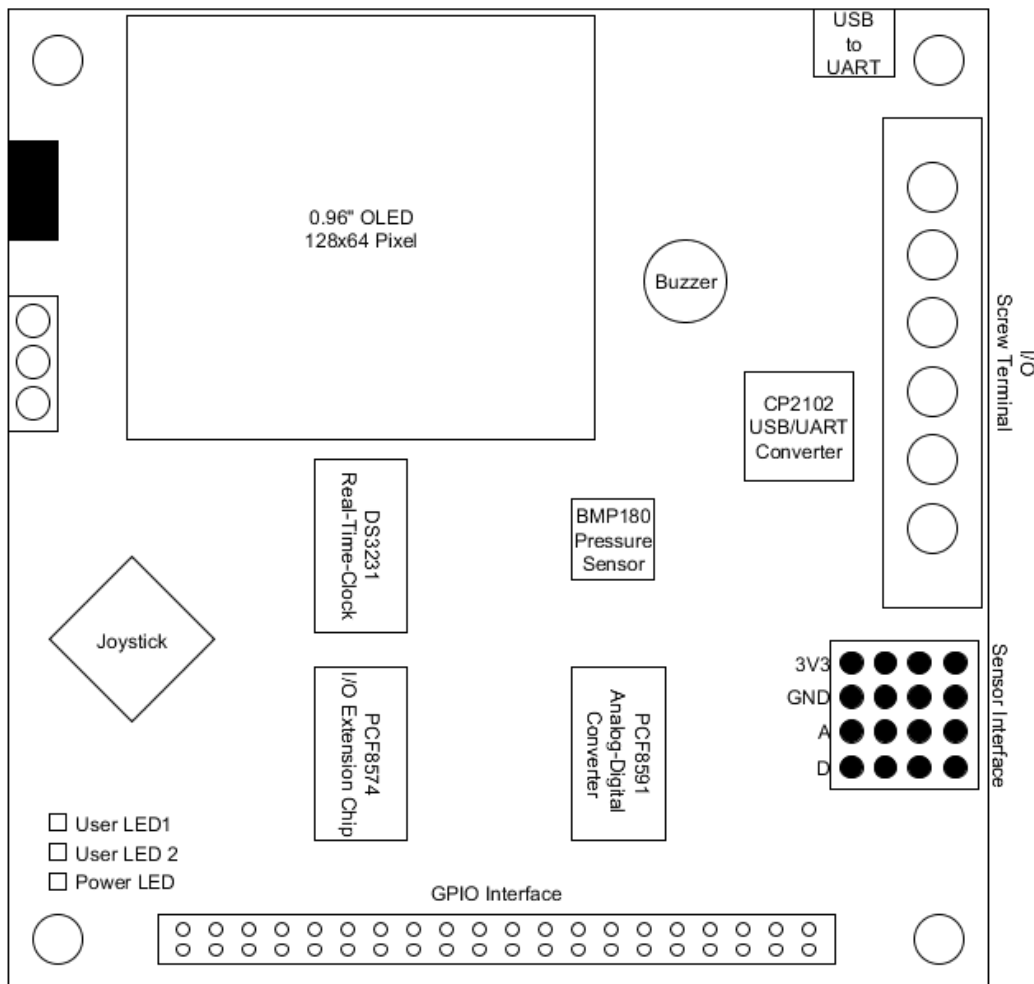 USB
to
UART
0.96" OLED
128x64 Pixel
Buzzer
I/O
Screw Terminal
CP2102
USB/UART
Converter
DS3231
Real-Time-Clock
BMP180
Pressure
Sensor
Joystick
3V3
GND
A
D
Sensor Interface
PCF8574
I/O Extension Chip
PCF8591
Analog-Digital
Converter
User LED1
User LED 2
Power LED
GPIO Interface